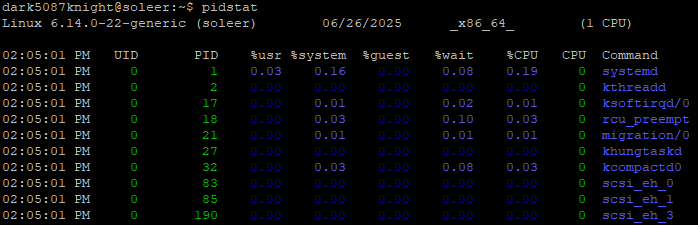 dark5087knight@soleer:~$ pidstat
Linux 6.14.0-22-generic (soleer) 06/26/2025 _x86_64_ (1 CPU)
02:05:01 PM UID PID %usr %system %guest %wait %CPU CPU Command
02:05:01 PM 0 1 0.03 0.16 0.00 0.08 0.19 0 systemd
02:05:01 PM 0 2 0.00 0.00 0.00 0.00 0.00 0 kthreadd
02:05:01 PM 0 17 0.00 0.01 0.00 0.02 0.01 0 ksoftirqd/0
02:05:01 PM 0 18 0.00 0.03 0.00 0.10 0.03 0 rcu_preempt
02:05:01 PM 0 21 0.00 0.01 0.00 0.01 0.01 0 migration/0
02:05:01 PM 0 27 0.00 0.00 0.00 0.00 0.00 0 khungtaskd
02:05:01 PM 0 32 0.00 0.03 0.00 0.08 0.03 0 kcompactd0
02:05:01 PM 0 83 0.00 0.00 0.00 0.00 0.00 0 scsi_eh_0
02:05:01 PM 0 85 0.00 0.00 0.00 0.00 0.00 0 scsi_eh_1
02:05:01 PM 0 190 0.00 0.00 0.00 0.00 0.00 0 scsi_eh_3